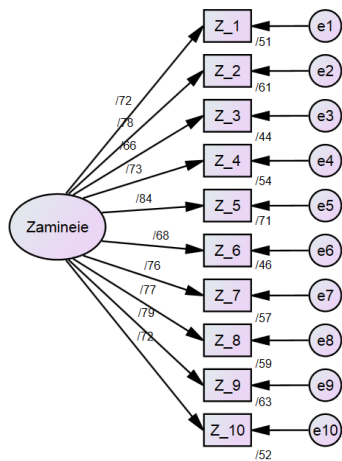 Z_1
e1
/51
Z_2
e2
/72
/61
/78
Z_3
e3
/66
/44
Z_4
e4
/73
/54
Z_5
e5
/84
/71
Zamineie
Z_6
e6
/68
/46
Z_7
e7
/76
/57
/77
Z_8
e8
/79
/59
/72
Z_9
e9
/63
Z_10
e10
/52